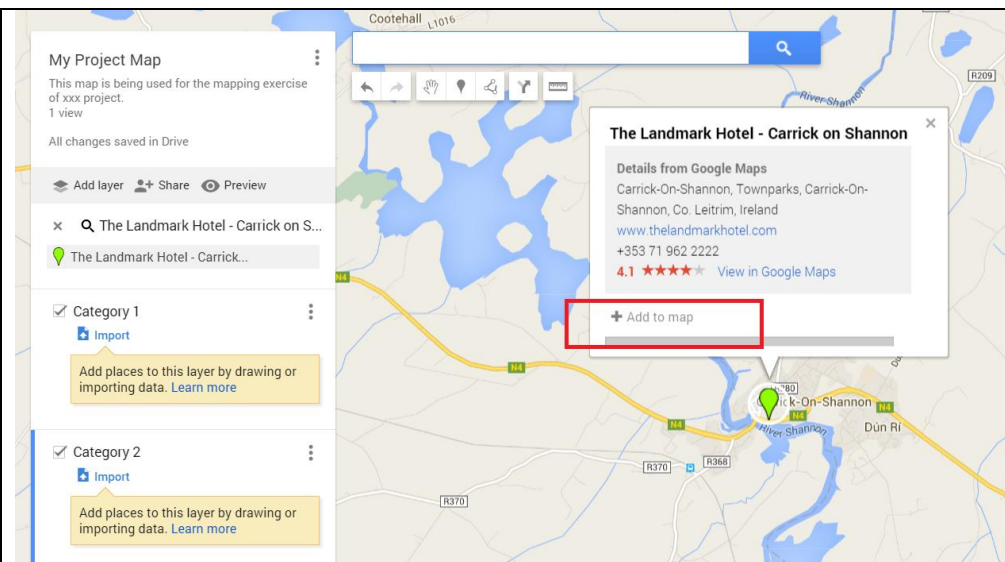 Cootehall
L1016
My Project Map
This map is being used for the mapping exercise
of xxx project.
1 view
All changes saved in Drive
Add layer Share Preview
The Landmark Hotel - Carrick on S...
The Landmark Hotel - Carrick...
Category 1
Import
Add places to this layer by drawing or
importing data. Learn more
Category 2
Import
Add places to this layer by drawing or
importing data. Learn more
R209
River Shannon
The Landmark Hotel - Carrick on Shannon
Details from Google Maps
Carrick-On-Shannon, Townparks, Carrick-On-
Shannon, Co. Leitrim, Ireland
www.thelandmarkhotel.com
+353 71 962 2222
4.1 View in Google Maps
Add to map
N4
N4
N4
N4
N4
River Shannon
Dún Rí
R370
R368
R370